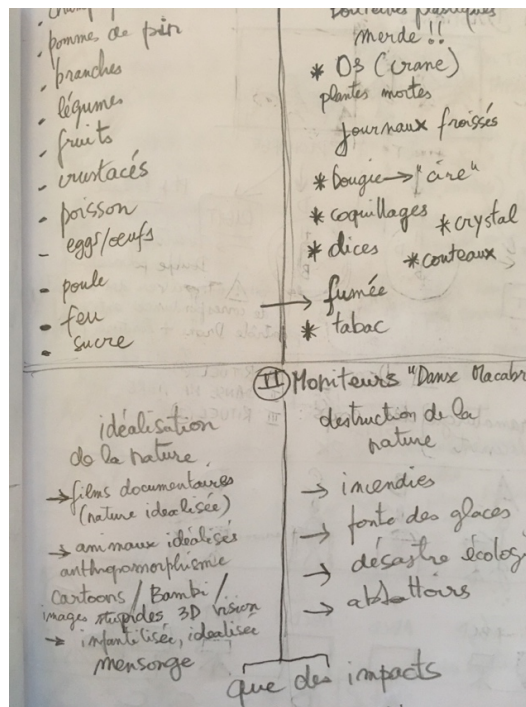 pommes de pin
branches
légumes
fruits
crustacés
poisson
eggs/œufs
poule
feu
sucre
merde !!
* Os (crane)
plantes mortes
journaux froissés
* bougie → "cire"
* coquillages
* crystal
* dices
* couteaux
→ fumée
* tabac
II Moniteurs "Danse Macabr
idéalisation
de la nature
→ films documentaires
(nature idealisée)
→ animaux idéalisés
anthropomorphisme
Cartoons / Bambi /
images stupides 3D vision
→ infantilisée, idealisée
mensonge
destruction de la
nature
→ incendies
→ fonte des glaces
→ désastre écolog
→ abattoirs
que des impacts